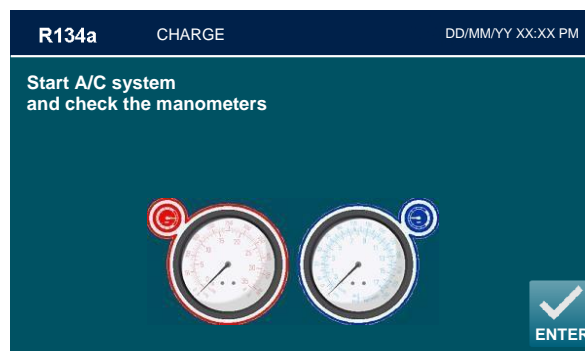 R134a CHARGE DD/MM/YY XX:XX PM
Start A/C system
and check the manometers
ENTER